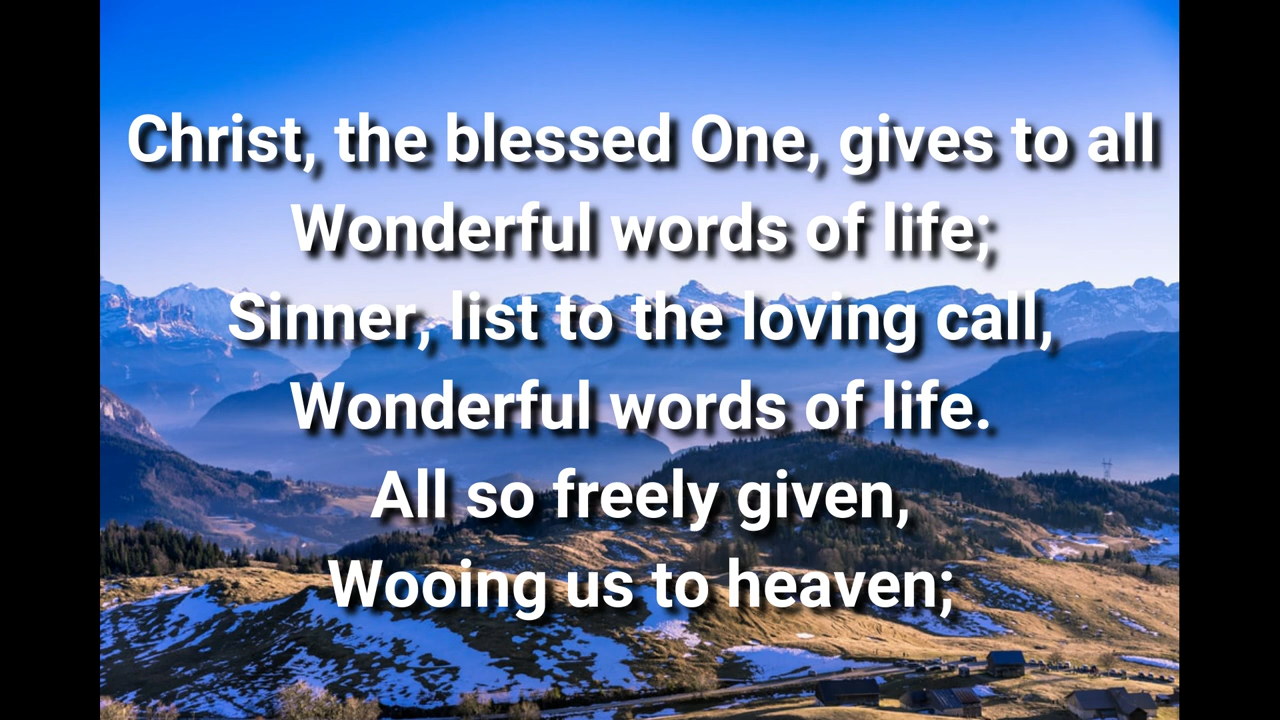 Christ, the blessed One, gives to all
Wonderful words of life;
Sinner, list to the loving call,
Wonderful words of life.
All so freely given,
Wooing us to heaven;